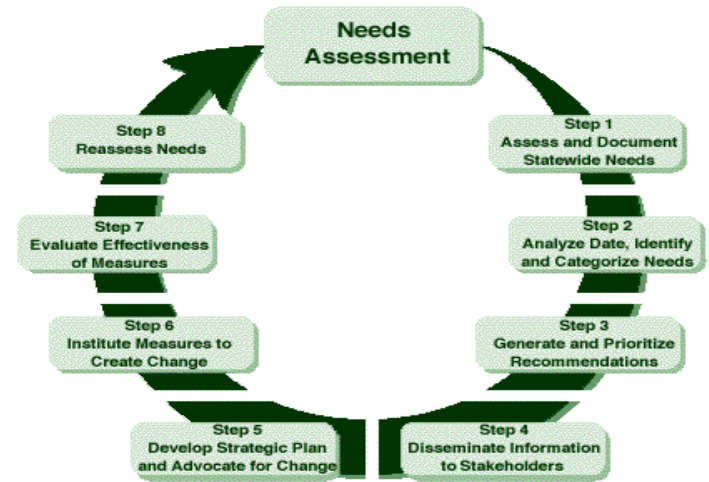 Needs
Assessment
Step 1
Assess and Document
Statewide Needs
Step 2
Analyze Date, Identify
and Categorize Needs
Step 3
Generate and Prioritize
Recommendations
Step 4
Disseminate Information
to Stakeholders
Step 5
Develop Strategic Plan
and Advocate for Change
Step 6
Institute Measures to
Create Change
Step 7
Evaluate Effectiveness
of Measures
Step 8
Reassess Needs